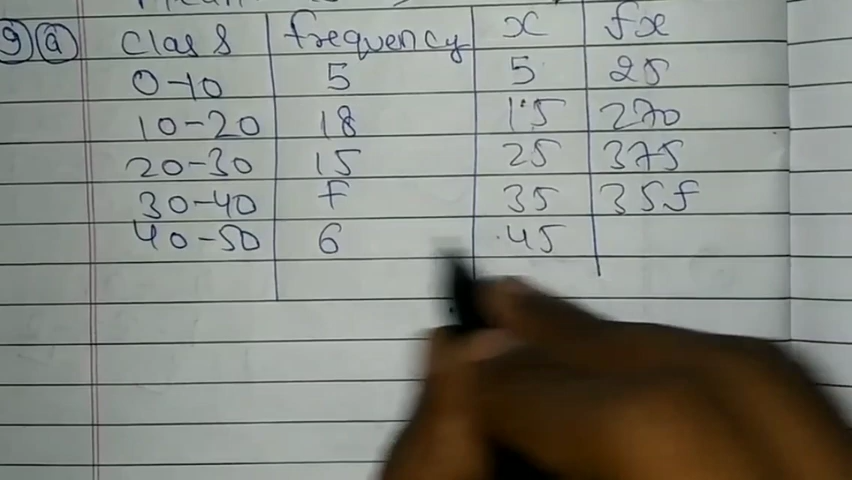 Mean
9 a class frequency x fx
0-10 5 5 25
10-20 18 15 270
20-30 15 25 375
30-40 f 35 35f
40-50 6 45